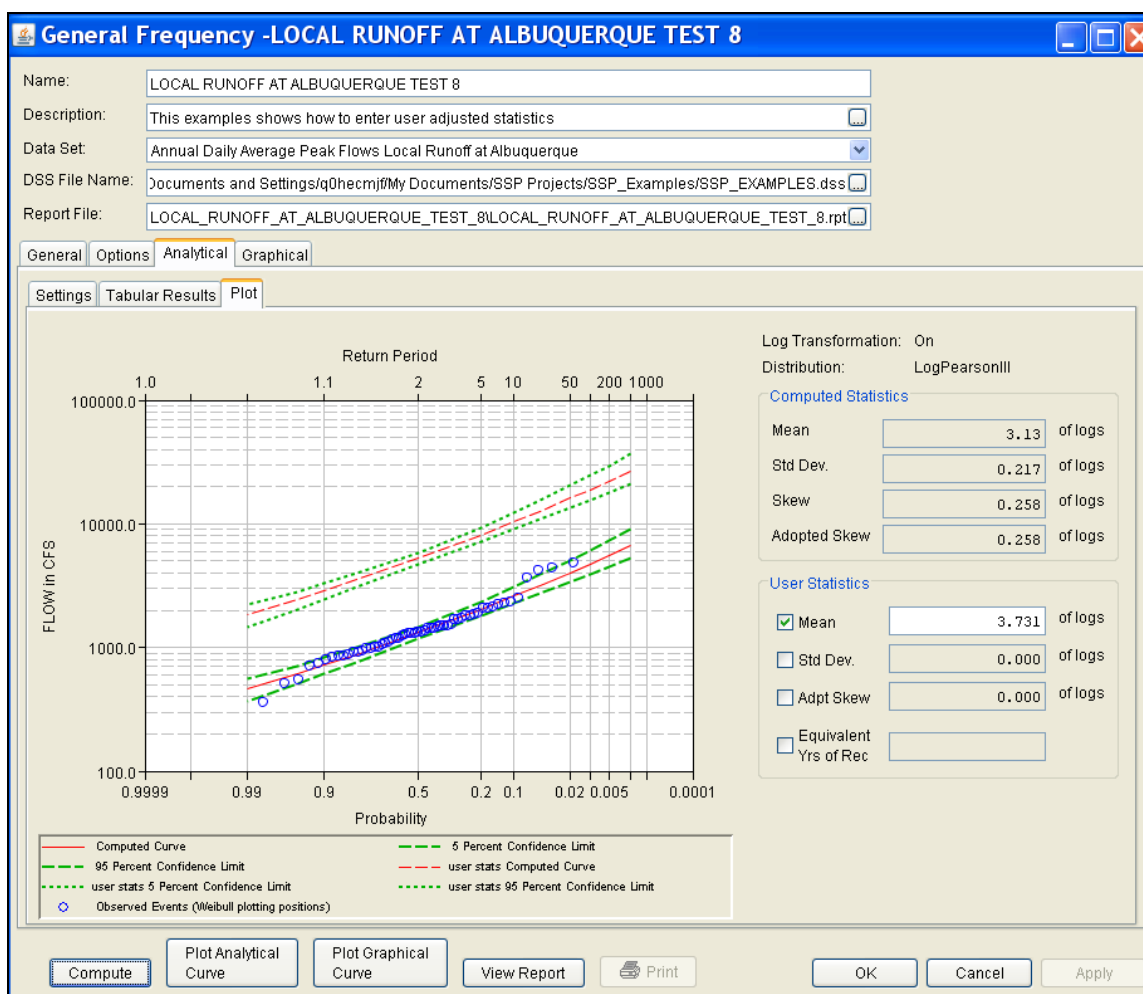 General Frequency -LOCAL RUNOFF AT ALBUQUERQUE TEST 8
Name: LOCAL RUNOFF AT ALBUQUERQUE TEST 8
Description: This examples shows how to enter user adjusted statistics ...
Data Set: Annual Daily Average Peak Flows Local Runoff at Albuquerque
DSS File Name: Documents and Settings/q0hecmjf/My Documents/SSP Projects/SSP_Examples/SSP_EXAMPLES.dss ...
Report File: LOCAL_RUNOFF_AT_ALBUQUERQUE_TEST_8\LOCAL_RUNOFF_AT_ALBUQUERQUE_TEST_8.rpt ...
General Options Analytical Graphical
Settings Tabular Results Plot
Return Period
1.0 1.1 2 5 10 50 200 1000
100000.0
10000.0
1000.0
100.0
FLOW in CFS
0.9999 0.99 0.9 0.5 0.2 0.1 0.02 0.005 0.0001
Probability
Computed Curve 5 Percent Confidence Limit
95 Percent Confidence Limit user stats Computed Curve
user stats 5 Percent Confidence Limit user stats 95 Percent Confidence Limit
Observed Events (Weibull plotting positions)
Log Transformation: On
Distribution: LogPearsonIII
Computed Statistics
Mean 3.13 of logs
Std Dev. 0.217 of logs
Skew 0.258 of logs
Adopted Skew 0.258 of logs
User Statistics
Mean 3.731 of logs
Std Dev. 0.000 of logs
Adpt Skew 0.000 of logs
Equivalent
Yrs of Rec
Compute
Plot Analytical
Curve
Plot Graphical
Curve
View Report
Print
OK
Cancel
Apply